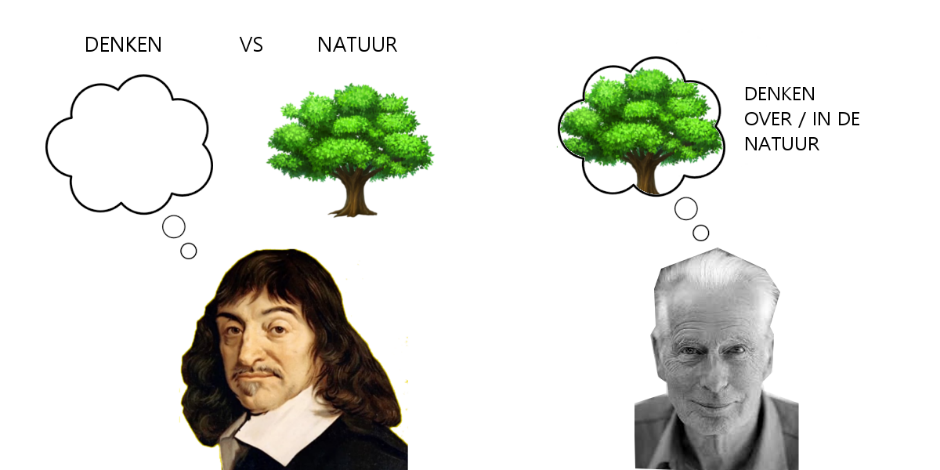 DENKEN VS NATUUR
DENKEN
OVER / IN DE
NATUUR